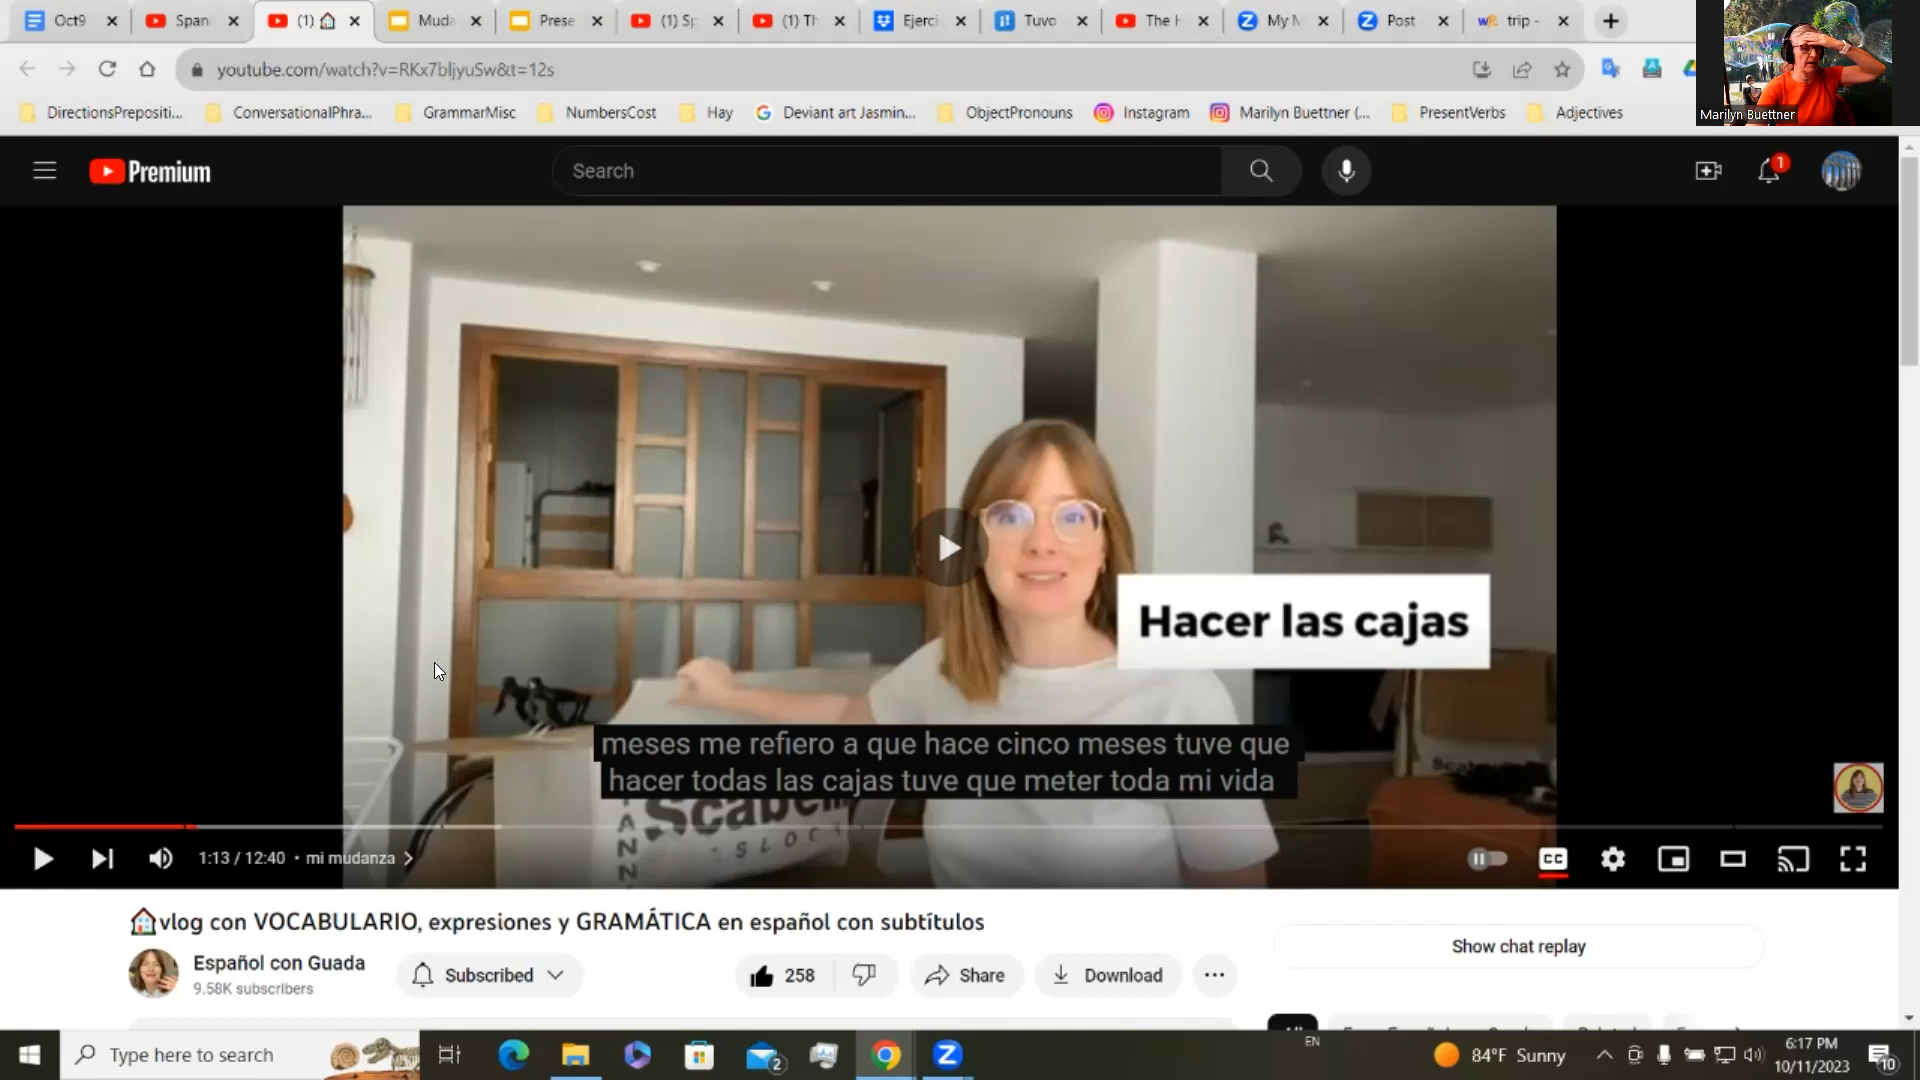 Oct9
Spani
(1)
Muda
Prese
(1) Sp
(1) Th
Ejerci
Tuvo
The H
My M
Post
trip -
youtube.com/watch?v=RKx7bljyuSw&t=12s
DirectionsPrepositi...
ConversationalPhra...
GrammarMisc
NumbersCost
Hay
Deviant art Jasmin...
ObjectPronouns
Instagram
Marilyn Buettner (...
PresentVerbs
Adjectives
Marilyn Buettner
Premium
Search
1
Hacer las cajas
meses me refiero a que hace cinco meses tuve que
hacer todas las cajas tuve que meter toda mi vida
1:13 / 12:40 • mi mudanza
CC
vlog con VOCABULARIO, expresiones y GRAMÁTICA en español con subtítulos
Español con Guada
9.58K subscribers
Subscribed
258
Share
Download
Show chat replay
Type here to search
2
EN
84°F Sunny
6:17 PM
10/11/2023
10